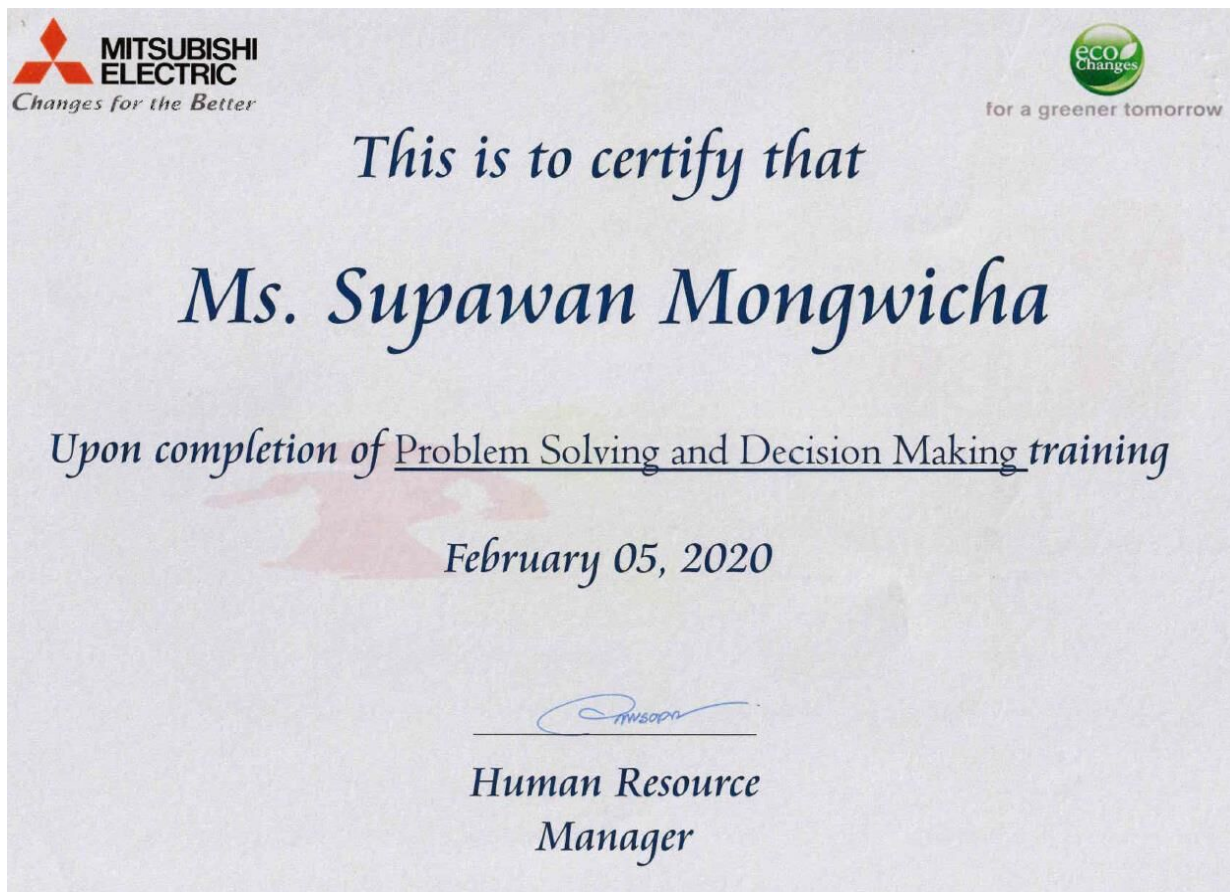 MITSUBISHI
ELECTRIC
Changes for the Better
eco
Changes
for a greener tomorrow
This is to certify that
Ms. Supawan Mongwicha
Upon completion of Problem Solving and Decision Making training
February 05, 2020
Human Resource
Manager